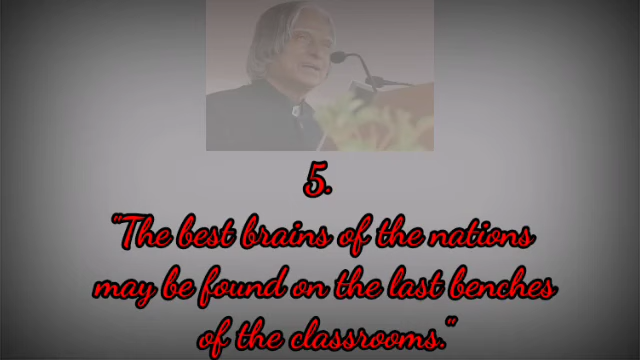 5.
"The best brains of the nations
may be found on the last benches
of the classrooms."